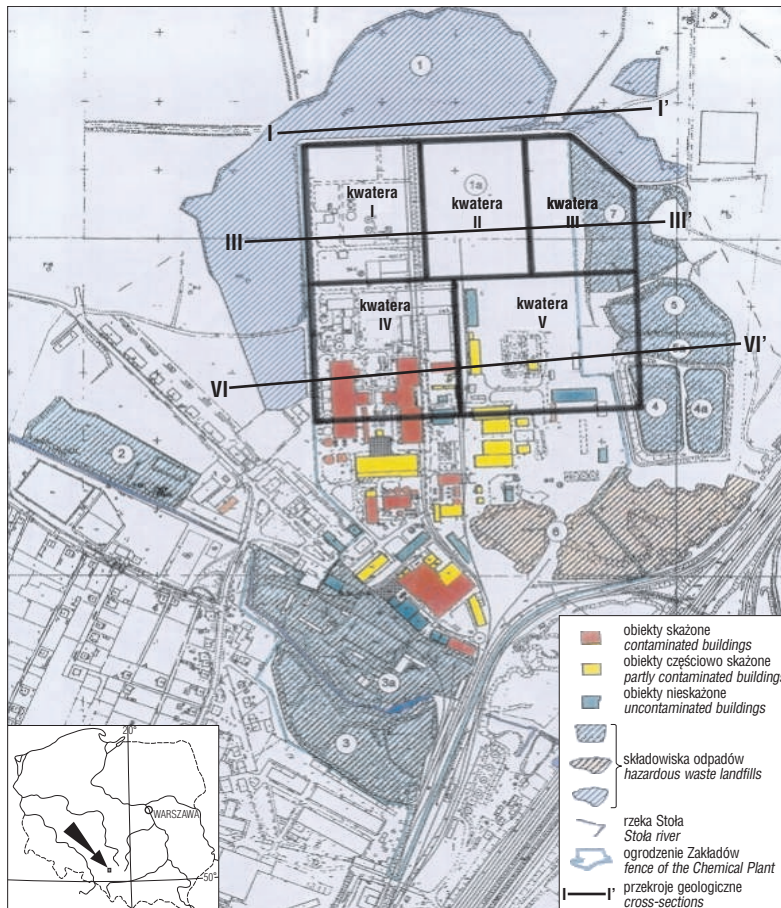 1
I
I'
kwatera
I
1a
kwatera
II
kwatera
III
7
III
III'
kwatera
IV
kwatera
V
5
VI
VI'
4
4a
2
6
3a
3
obiekty skażone
contaminated buildings
obiekty częściowo skażone
partly contaminated buildings
obiekty nieskażone
uncontaminated buildings
składowiska odpadów
hazardous waste landfills
rzeka Stoła
Stoła river
ogrodzenie Zakładów
fence of the Chemical Plant
I I' przekroje geologiczne
cross-sections
20°
WARSZAWA
50°